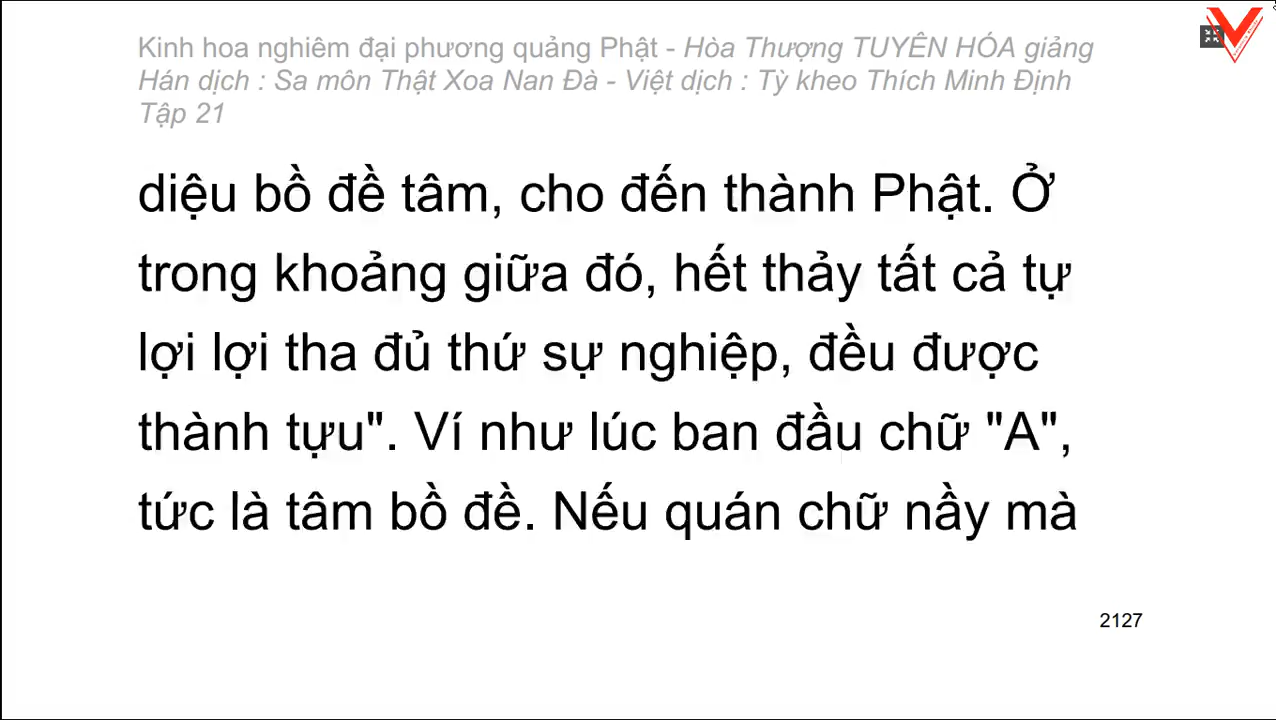 Kinh hoa nghiêm đại phương quảng Phật - Hòa Thượng TUYÊN HÓA giảng
Hán dịch : Sa môn Thật Xoa Nan Đà - Việt dịch : Tỳ kheo Thích Minh Định
Tập 21
diệu bồ đề tâm, cho đến thành Phật. Ở
trong khoảng giữa đó, hết thảy tất cả tự
lợi lợi tha đủ thứ sự nghiệp, đều được
thành tựu". Ví như lúc ban đầu chữ "A",
tức là tâm bồ đề. Nếu quán chữ nầy mà
2127